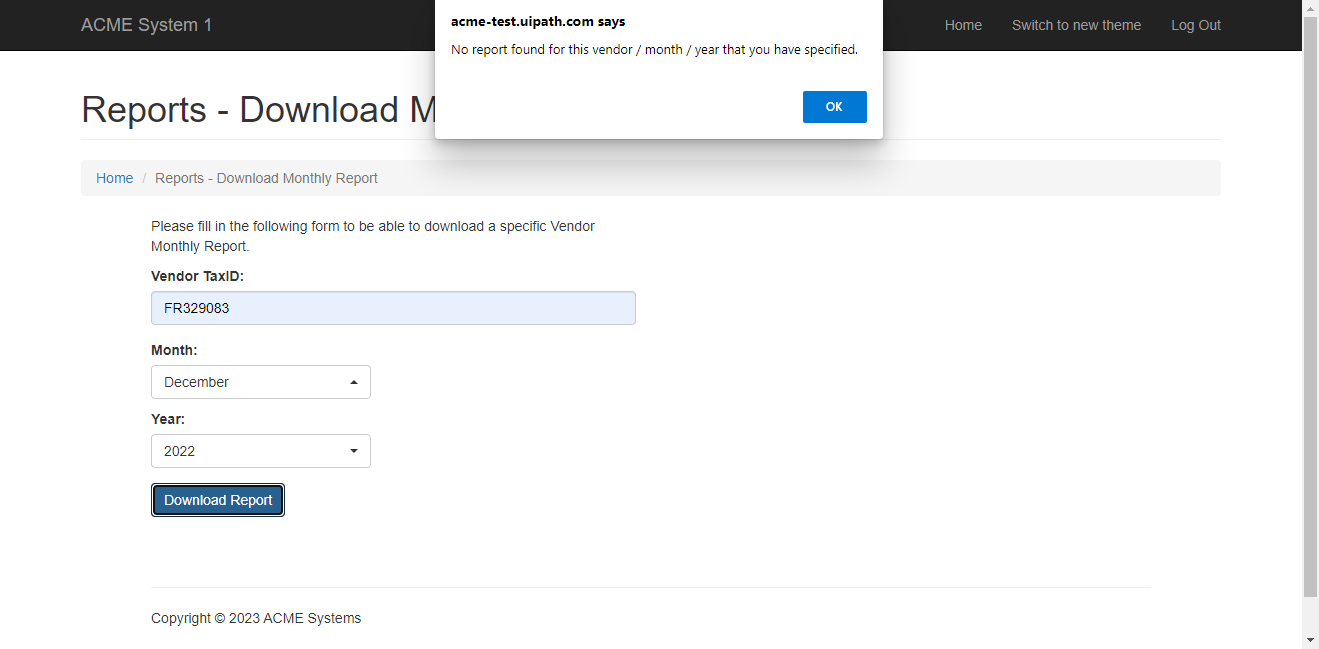 ACME System 1
Home
Switch to new theme
Log Out
acme-test.uipath.com says
No report found for this vendor / month / year that you have specified.
OK
Reports - Download M
Home / Reports - Download Monthly Report
Please fill in the following form to be able to download a specific Vendor
Monthly Report.
Vendor TaxID:
FR329083
Month:
December
Year:
2022
Download Report
Copyright © 2023 ACME Systems